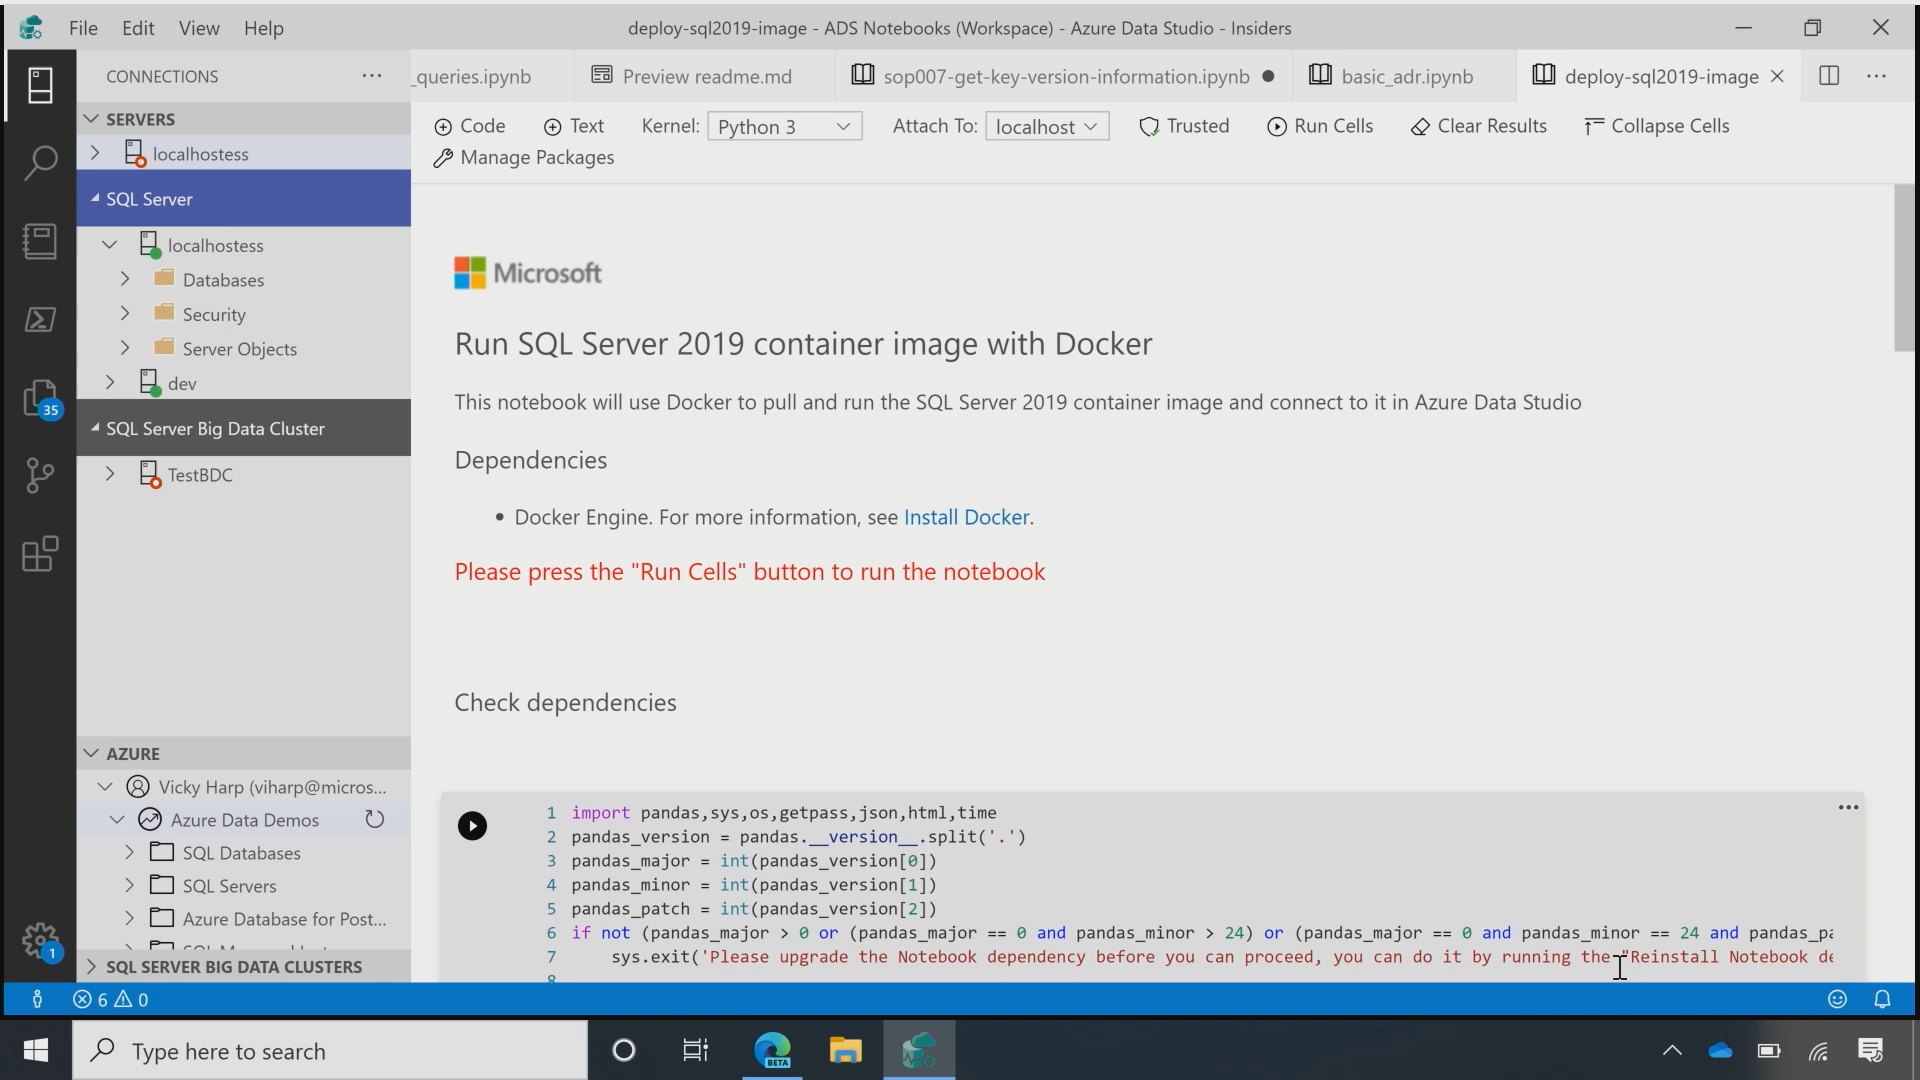 File Edit View Help
deploy-sql2019-image - ADS Notebooks (Workspace) - Azure Data Studio - Insiders
CONNECTIONS
_queries.ipynb
Preview readme.md
sop007-get-key-version-information.ipynb
basic_adr.ipynb
deploy-sql2019-image
SERVERS
localhostess
SQL Server
localhostess
Databases
Security
Server Objects
dev
SQL Server Big Data Cluster
TestBDC
35
1
AZURE
Vicky Harp (viharp@micros...
Azure Data Demos
SQL Databases
SQL Servers
Azure Database for Post...
SQL SERVER BIG DATA CLUSTERS
Code Text Kernel: Python 3 Attach To: localhost Trusted Run Cells Clear Results Collapse Cells
Manage Packages
Microsoft
Run SQL Server 2019 container image with Docker
This notebook will use Docker to pull and run the SQL Server 2019 container image and connect to it in Azure Data Studio
Dependencies
• Docker Engine. For more information, see Install Docker.
Please press the "Run Cells" button to run the notebook
Check dependencies
1 import pandas,sys,os,getpass,json,html,time
2 pandas_version = pandas.__version__.split('.')
3 pandas_major = int(pandas_version[0])
4 pandas_minor = int(pandas_version[1])
5 pandas_patch = int(pandas_version[2])
6 if not (pandas_major > 0 or (pandas_major == 0 and pandas_minor > 24) or (pandas_major == 0 and pandas_minor == 24 and pandas_pa
7 sys.exit('Please upgrade the Notebook dependency before you can proceed, you can do it by running the "Reinstall Notebook de
8
6 0
Type here to search
BETA